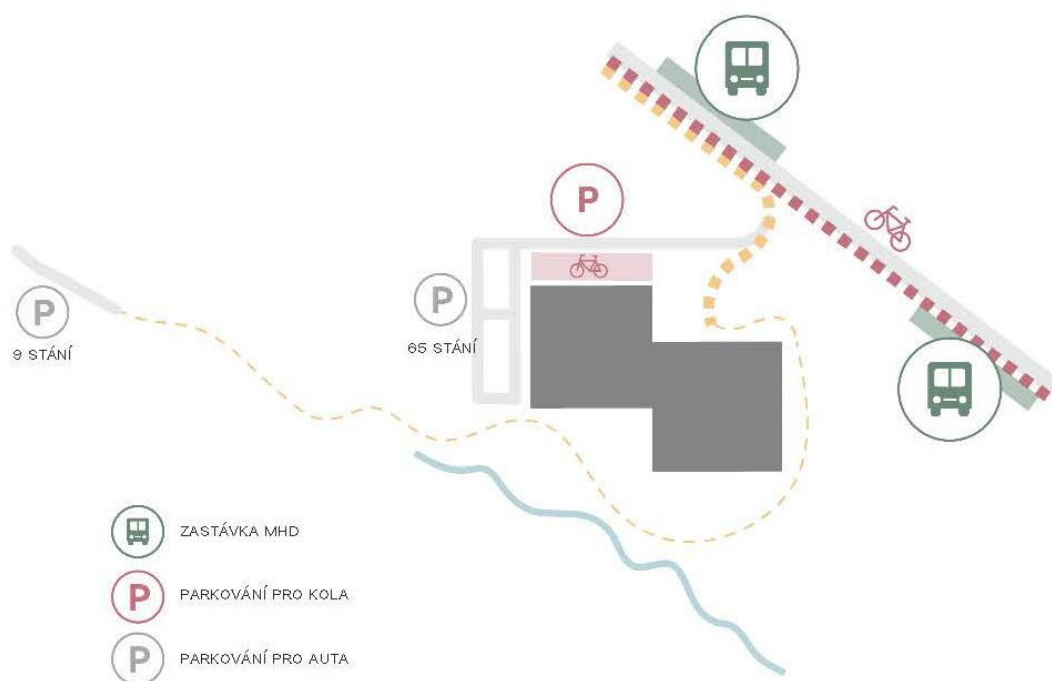 P
P
P
9 STÁNÍ
65 STÁNÍ
ZASTÁVKA MHD
P
PARKOVÁNÍ PRO KOLA
P
PARKOVÁNÍ PRO AUTA